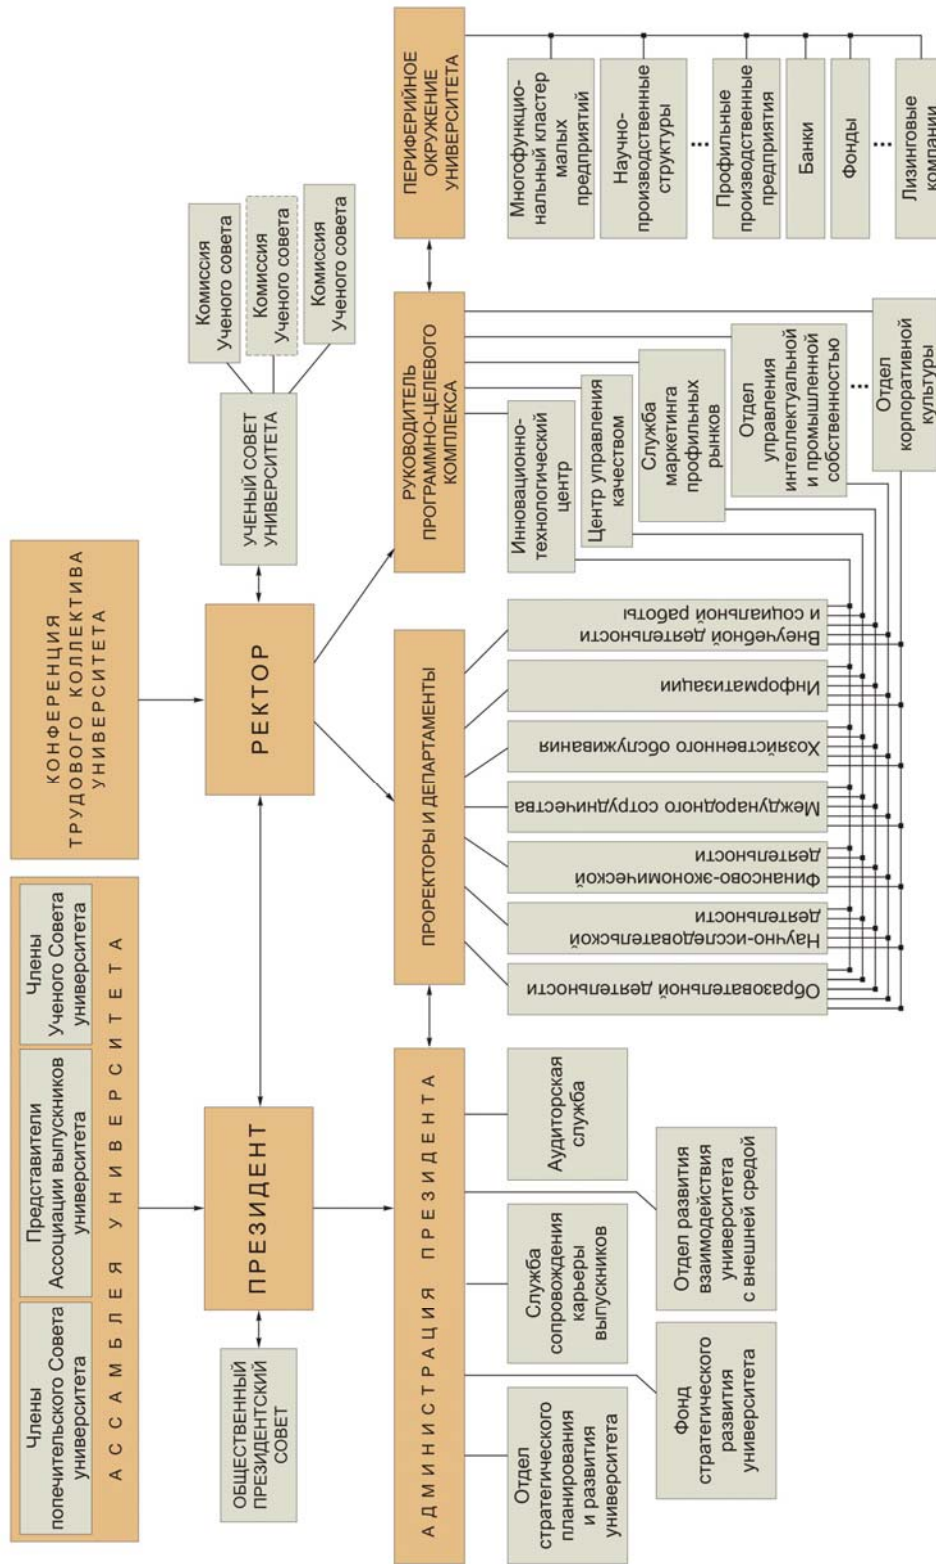 Члены
попечительского Совета
университета
Представители
Ассоциации выпускников
университета
Члены
Ученого Совета
университета
АССАМБЛЕЯ УНИВЕРСИТЕТА
КОНФЕРЕНЦИЯ
ТРУДОВОГО КОЛЛЕКТИВА
УНИВЕРСИТЕТА
ОБЩЕСТВЕННЫЙ
ПРЕЗИДЕНТСКИЙ
СОВЕТ
ПРЕЗИДЕНТ
РЕКТОР
УЧЕНЫЙ СОВЕТ
УНИВЕРСИТЕТА
Комиссия
Ученого совета
Комиссия
Ученого совета
Комиссия
Ученого совета
АДМИНИСТРАЦИЯ ПРЕЗИДЕНТА
ПРОРЕКТОРЫ И ДЕПАРТАМЕНТЫ
РУКОВОДИТЕЛЬ
ПРОГРАММНО-ЦЕЛЕВОГО
КОМПЛЕКСА
ПЕРИФЕРИЙНОЕ
ОКРУЖЕНИЕ
УНИВЕРСИТЕТА
Отдел
стратегического
планирования
и развития
университета
Фонд
стратегического
развития
университета
Служба
сопровождения
карьеры
выпускников
Отдел развития
взаимодействия
университета
с внешней средой
Аудиторская
служба
Образовательной деятельности
Научно-исследовательской
деятельности
Финансово-экономической
деятельности
Международного сотрудничества
Хозяйственного обслуживания
Информатизации
Внеучебной деятельности
и социальной работы
Инновационно-
технологический
центр
Центр управления
качеством
Служба
маркетинга
профильных
рынков
Отдел
управления
интеллектуальной
и промышленной
собственностью
...
Отдел
корпоративной
культуры
Многофункцио-
нальный кластер
малых
предприятий
Научно-
производственные
структуры
...
Профильные
производственные
предприятия
Банки
Фонды
...
Лизинговые
компании